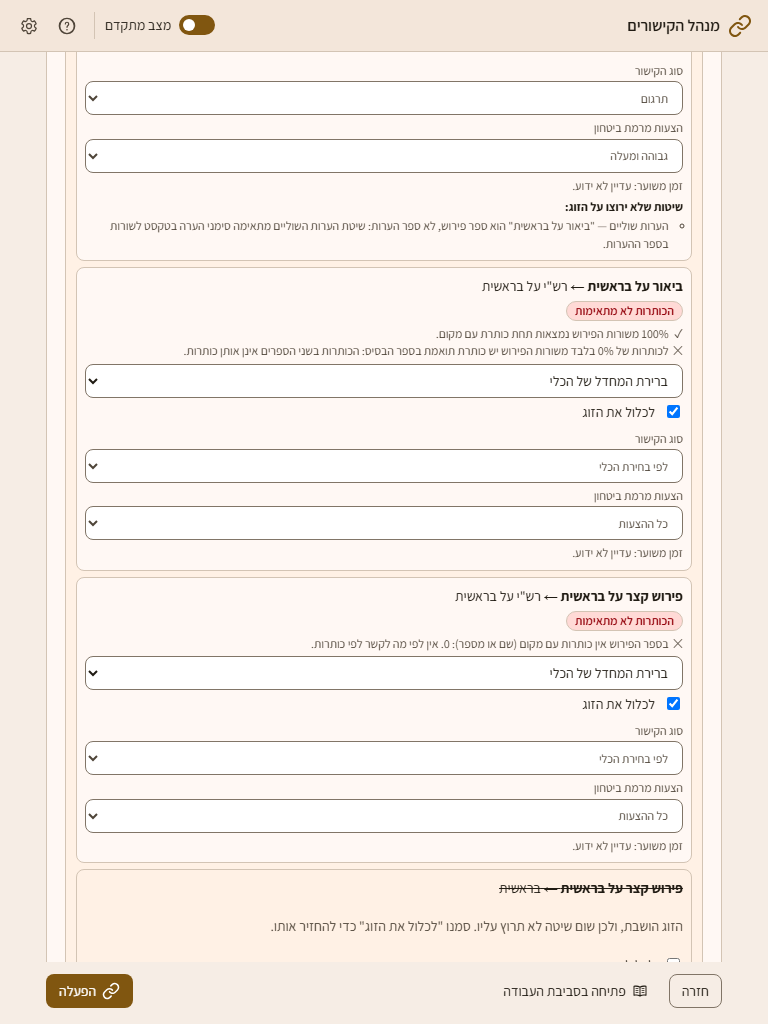 מנהל הקישורים
מצב מתקדם
סוג הקישור
תרגום
הצעות מרמת ביטחון
גבוהה ומעלה
זמן משוער: עדיין לא ידוע.
שיטות שלא ירוצו על הזוג:
◦ הערות שוליים — "ביאור על בראשית" הוא ספר פירוש, לא ספר הערות: שיטת הערות השוליים מתאימה סימני הערה בטקסט לשורות
בספר ההערות.
ביאור על בראשית ← רש"י על בראשית
הכותרות לא מתאימות
✓ 100% משורות הפירוש נמצאות תחת כותרת עם מקום.
✕ לכותרות של 0% בלבד משורות הפירוש יש כותרת תואמת בספר הבסיס: הכותרות בשני הספרים אינן אותן כותרות.
ברירת המחדל של הכלי
לכלול את הזוג
סוג הקישור
לפי בחירת הכלי
הצעות מרמת ביטחון
כל ההצעות
זמן משוער: עדיין לא ידוע.
פירוש קצר על בראשית ← רש"י על בראשית
הכותרות לא מתאימות
✕ בספר הפירוש אין כותרות עם מקום (שם או מספר): 0. אין לפי מה לקשר לפי כותרות.
ברירת המחדל של הכלי
לכלול את הזוג
סוג הקישור
לפי בחירת הכלי
הצעות מרמת ביטחון
כל ההצעות
זמן משוער: עדיין לא ידוע.
פירוש קצר על בראשית ← בראשית
הזוג הושבת, ולכן שום שיטה לא תרוץ עליו. סמנו "לכלול את הזוג" כדי להחזיר אותו.
חזרה
פתיחה בסביבת העבודה
הפעלה